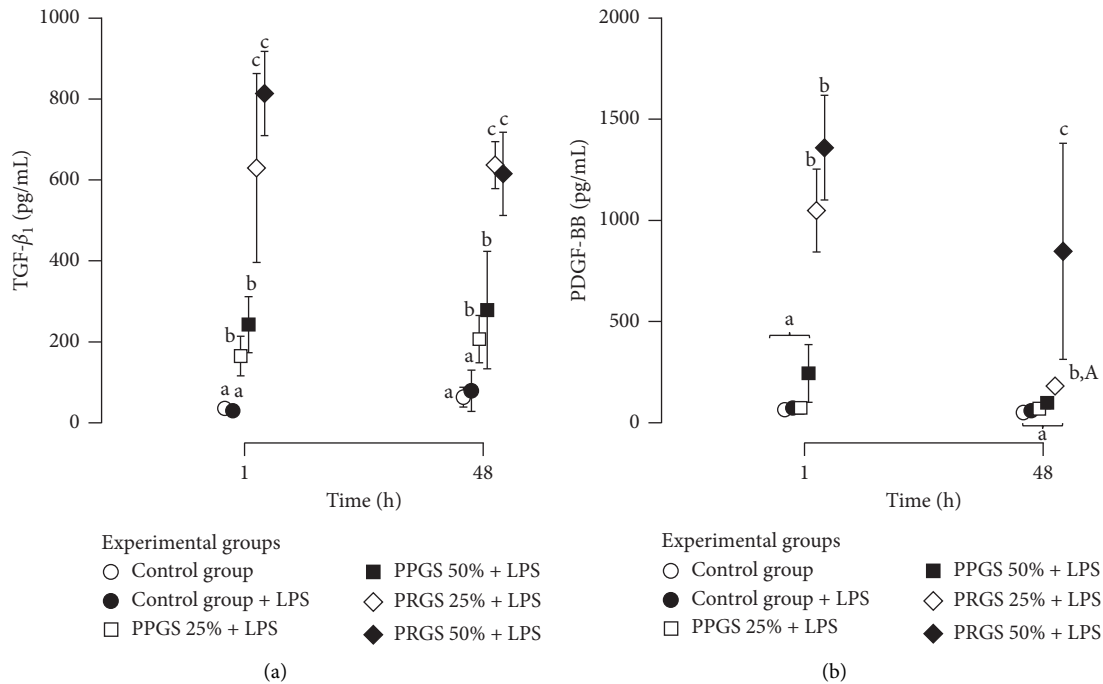 1000
800
600
400
200
0
TGF-β1 (pg/mL)
a
a
b
b
c
c
a
a
b
b
c
c
1
48
Time (h)
Experimental groups
Control group
Control group + LPS
PPGS 25% + LPS
PPGS 50% + LPS
PRGS 25% + LPS
PRGS 50% + LPS
(a)
2000
1500
1000
500
0
PDGF-BB (pg/mL)
a
b
b
a
b,A
c
1
48
Time (h)
Experimental groups
Control group
Control group + LPS
PPGS 25% + LPS
PPGS 50% + LPS
PRGS 25% + LPS
PRGS 50% + LPS
(b)